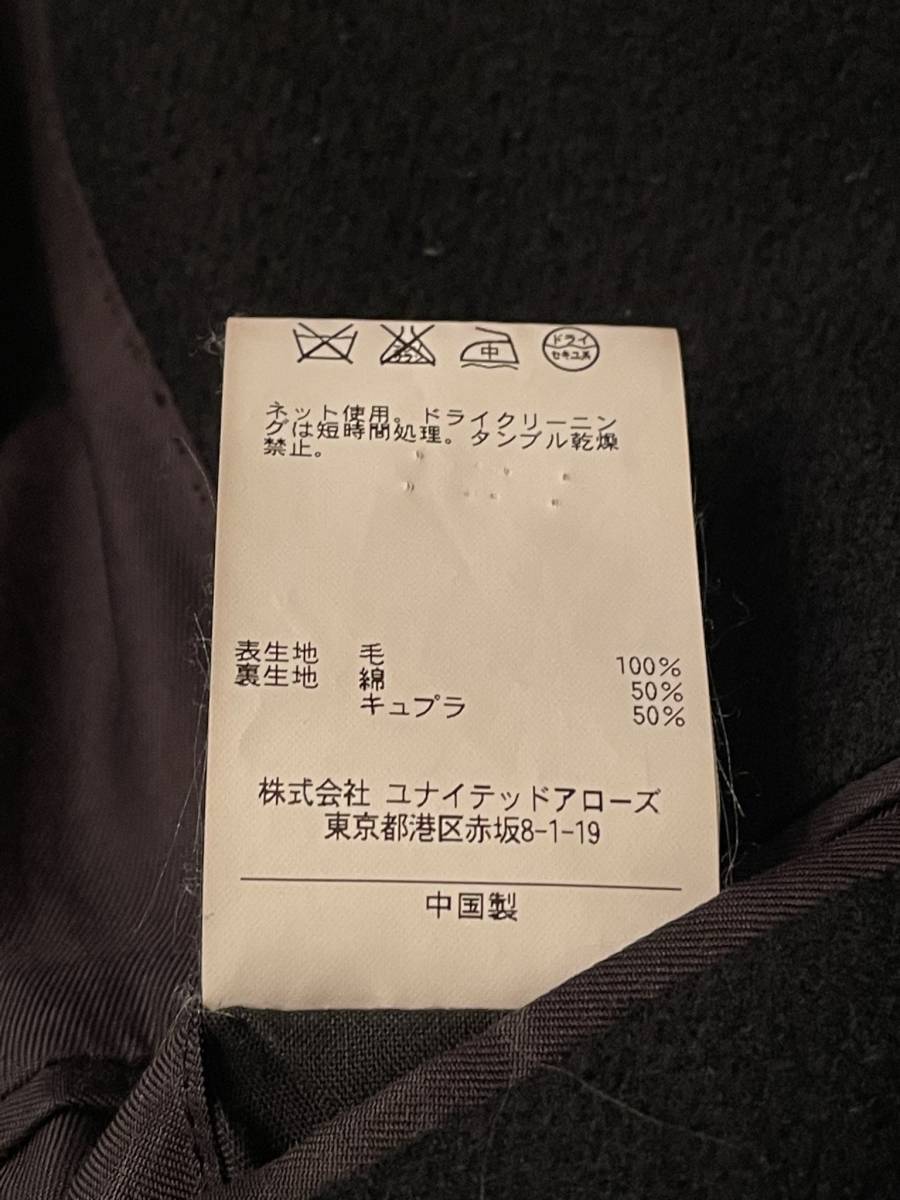 中
ドライ
セキユ系
ネット使用。ドライクリーニン
グは短時間処理。タンブル乾燥
禁止。
表生地 毛 100%
裏生地 綿 50%
キュプラ 50%
株式会社 ユナイテッドアローズ
東京都港区赤坂8-1-19
中国製